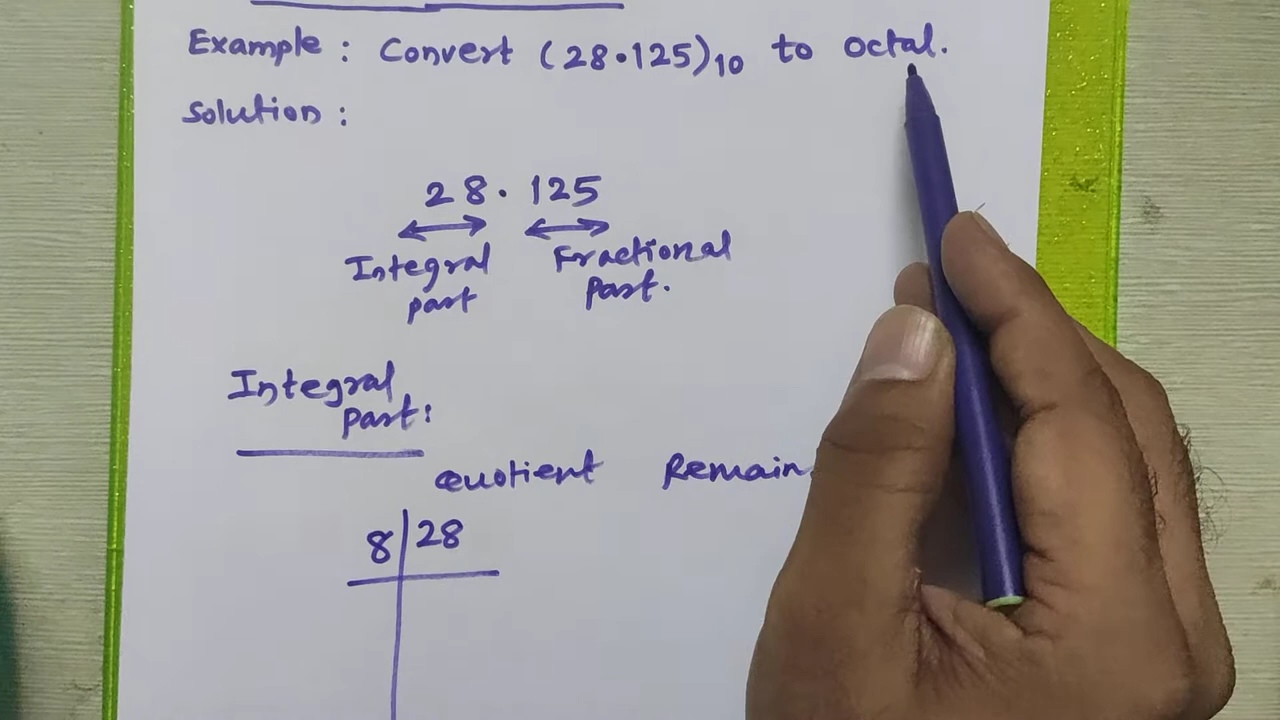 Example : Convert (28.125)10 to Octal.
Solution :
28.125
Integral part
Fractional Part.
Integral
Part:
Quotient Remain
8 28